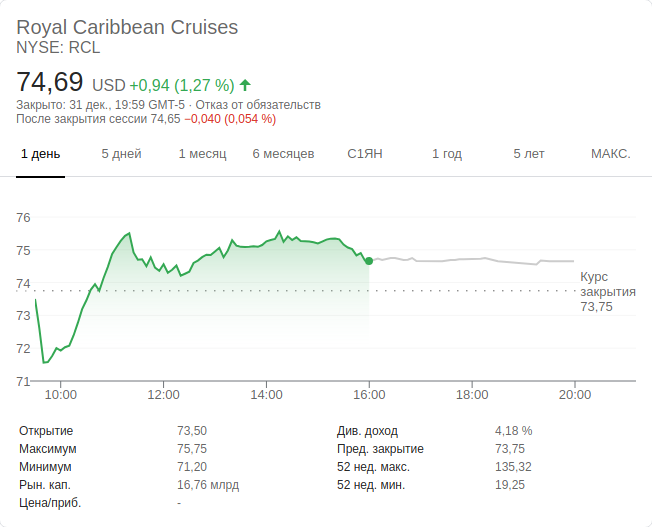 Royal Caribbean Cruises
NYSE: RCL
74,69 USD +0,94 (1,27 %)
Закрыто: 31 дек., 19:59 GMT-5 · Отказ от обязательств
После закрытия сессии 74,65 −0,040 (0,054 %)
1 день 5 дней 1 месяц 6 месяцев С1ЯН 1 год 5 лет МАКС.
76
75
74
Курс
закрытия
73,75
73
72
71
10:00 12:00 14:00 16:00 18:00 20:00
Открытие 73,50 Див. доход 4,18 %
Максимум 75,75 Пред. закрытие 73,75
Минимум 71,20 52 нед. макс. 135,32
Рын. кап. 16,76 млрд 52 нед. мин. 19,25
Цена/приб. -